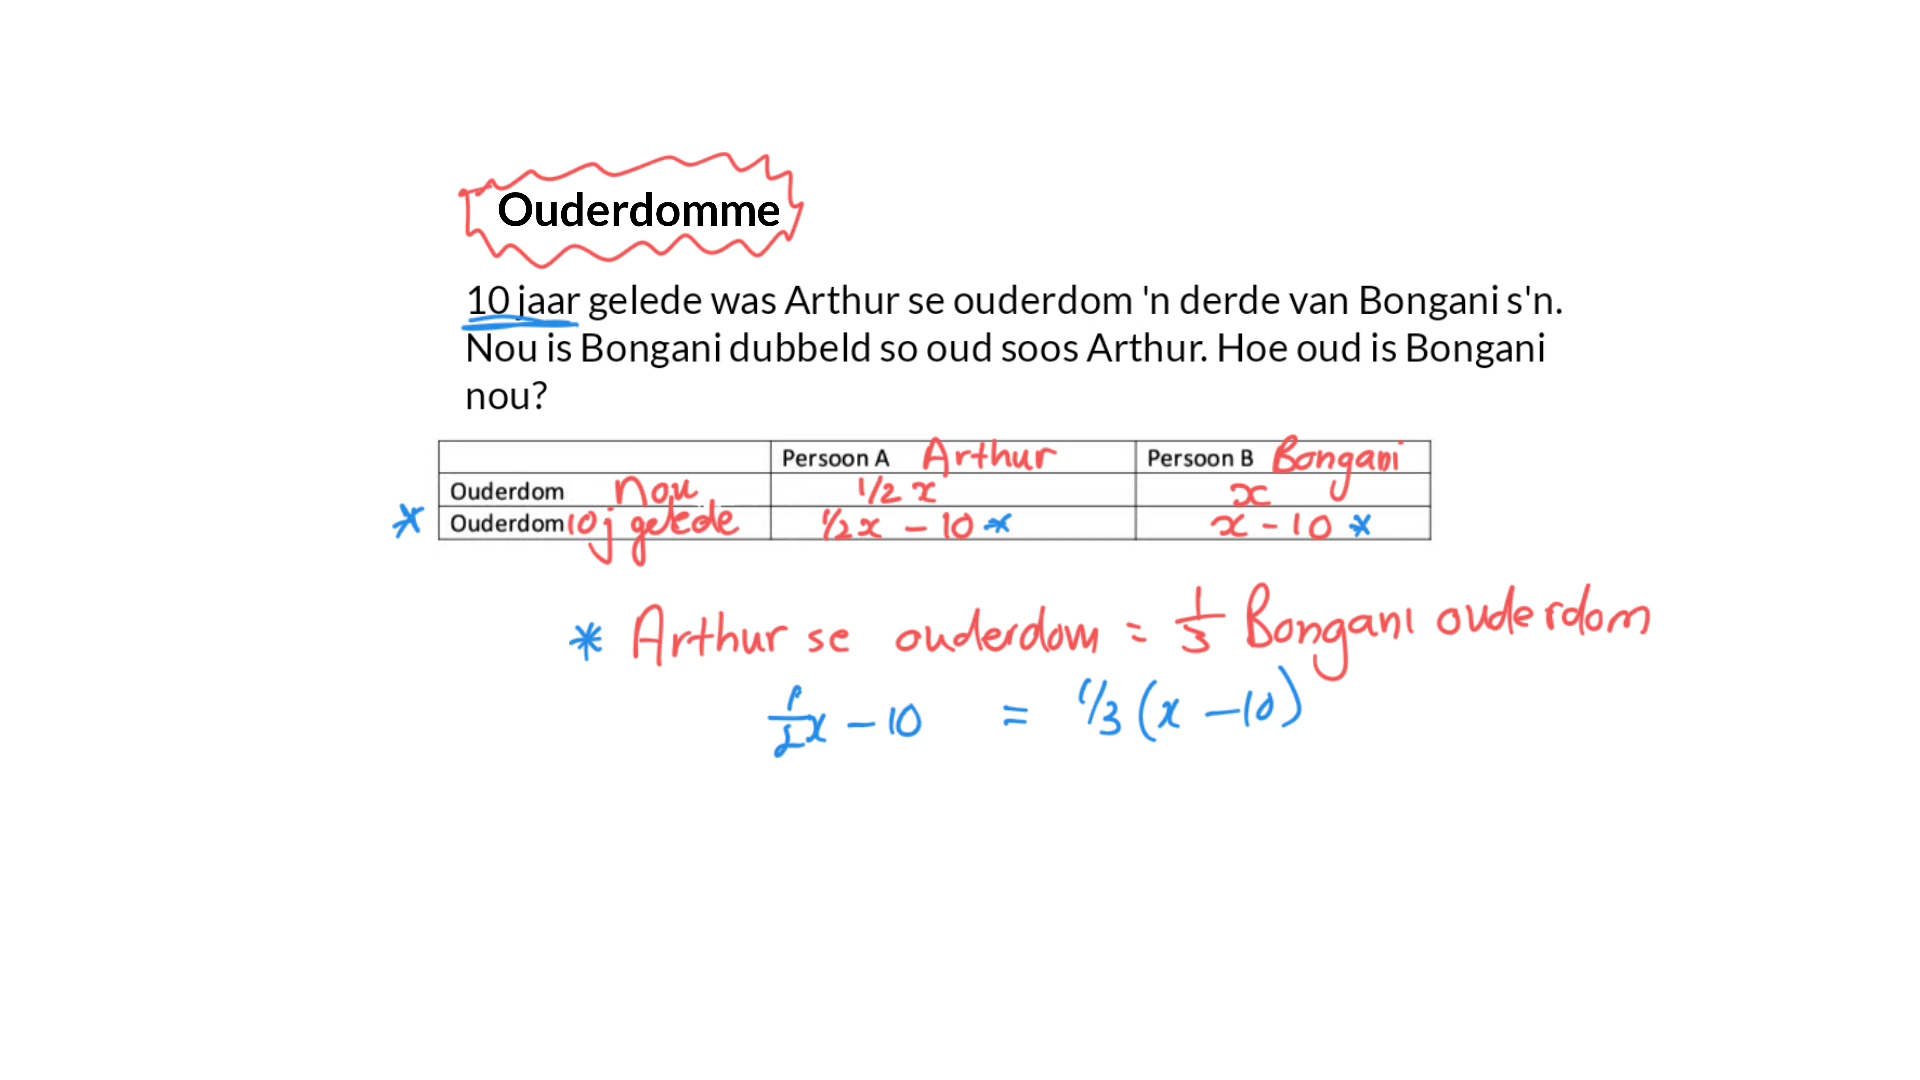 Ouderdomme
10 jaar gelede was Arthur se ouderdom 'n derde van Bongani s'n.
Nou is Bongani dubbeld so oud soos Arthur. Hoe oud is Bongani
nou?
Persoon A Arthur Persoon B Bongani
Ouderdom nou 1/2 x x
* Ouderdom 10j gelede 1/2x - 10 * x - 10 *
* Arthur se ouderdom = 1/3 Bongani ouderdom
1/2x - 10 = 1/3 (x - 10)